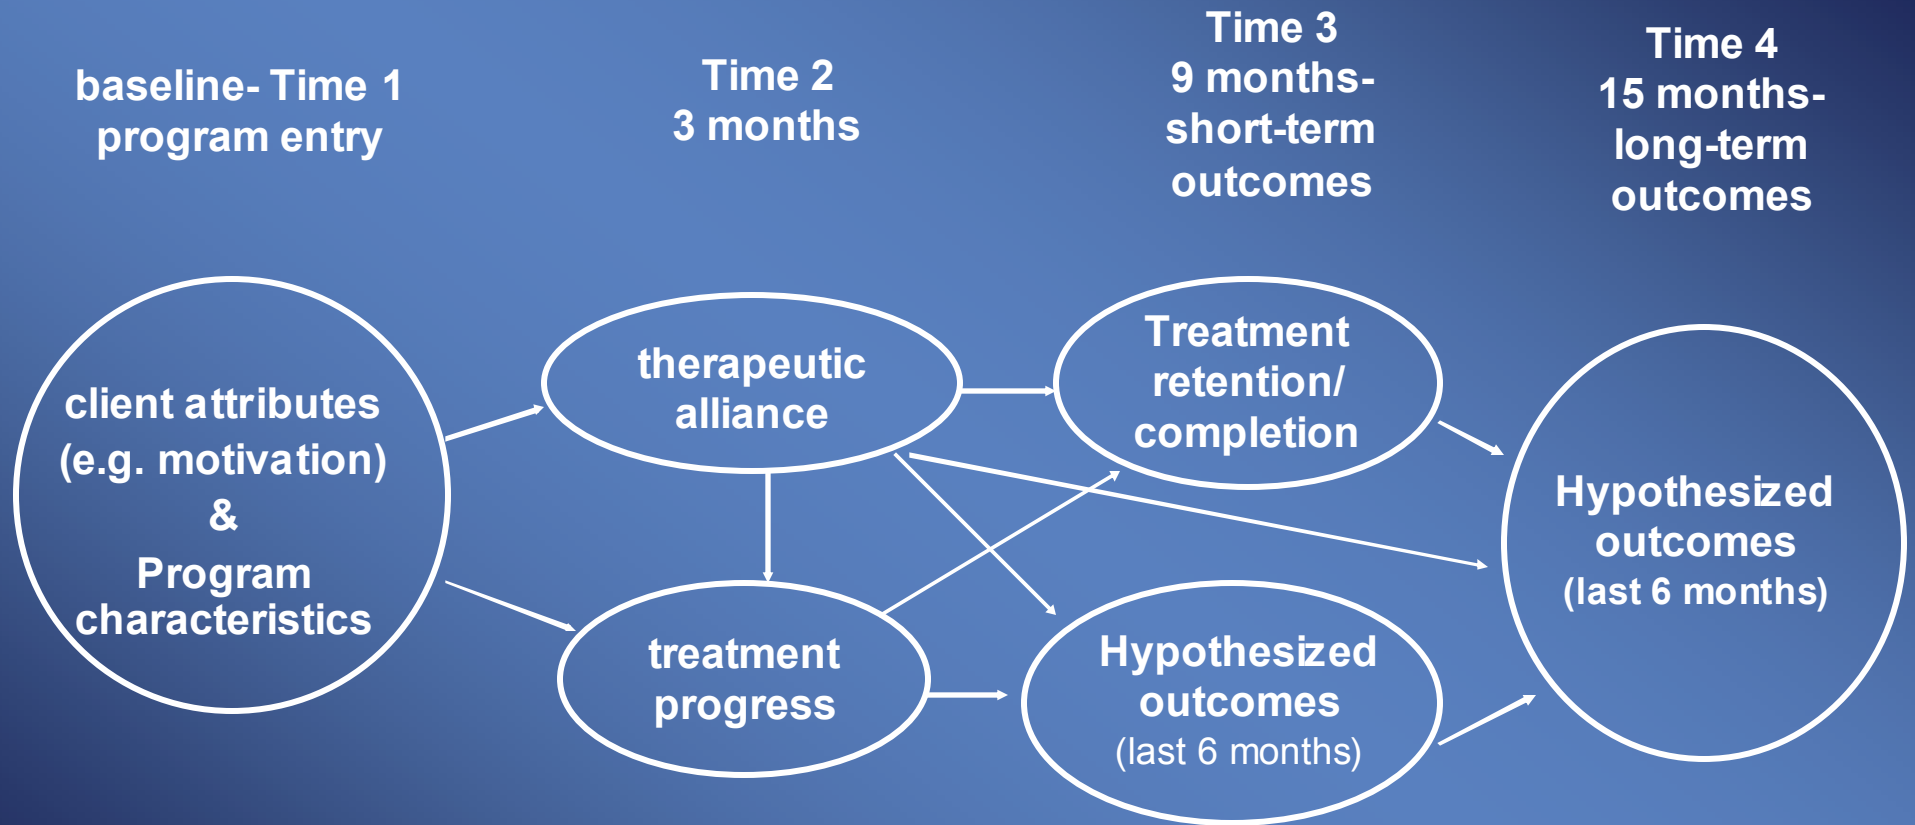 baseline- Time 1
program entry
Time 2
3 months
Time 3
9 months-
short-term
outcomes
Time 4
15 months-
long-term
outcomes
client attributes
(e.g. motivation)
&
Program
characteristics
therapeutic
alliance
treatment
progress
Treatment
retention/
completion
Hypothesized
outcomes
(last 6 months)
Hypothesized
outcomes
(last 6 months)